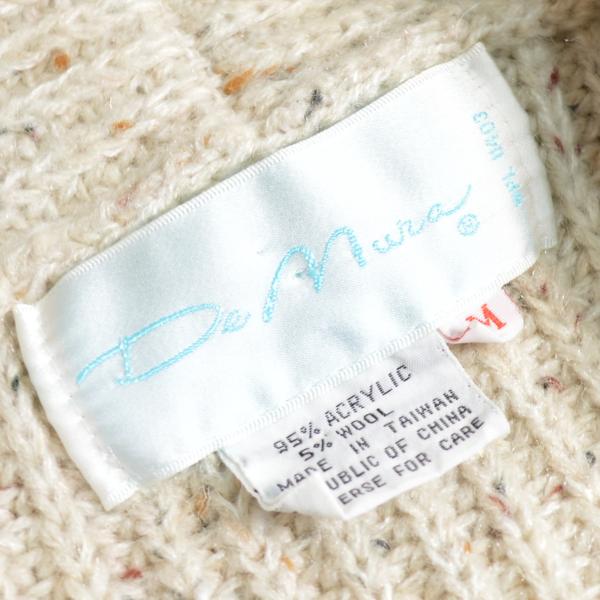 De Mura ®
M
95% ACRYLIC
5% WOOL
MADE IN TAIWAN
UBLIC OF CHINA
ERSE FOR CARE